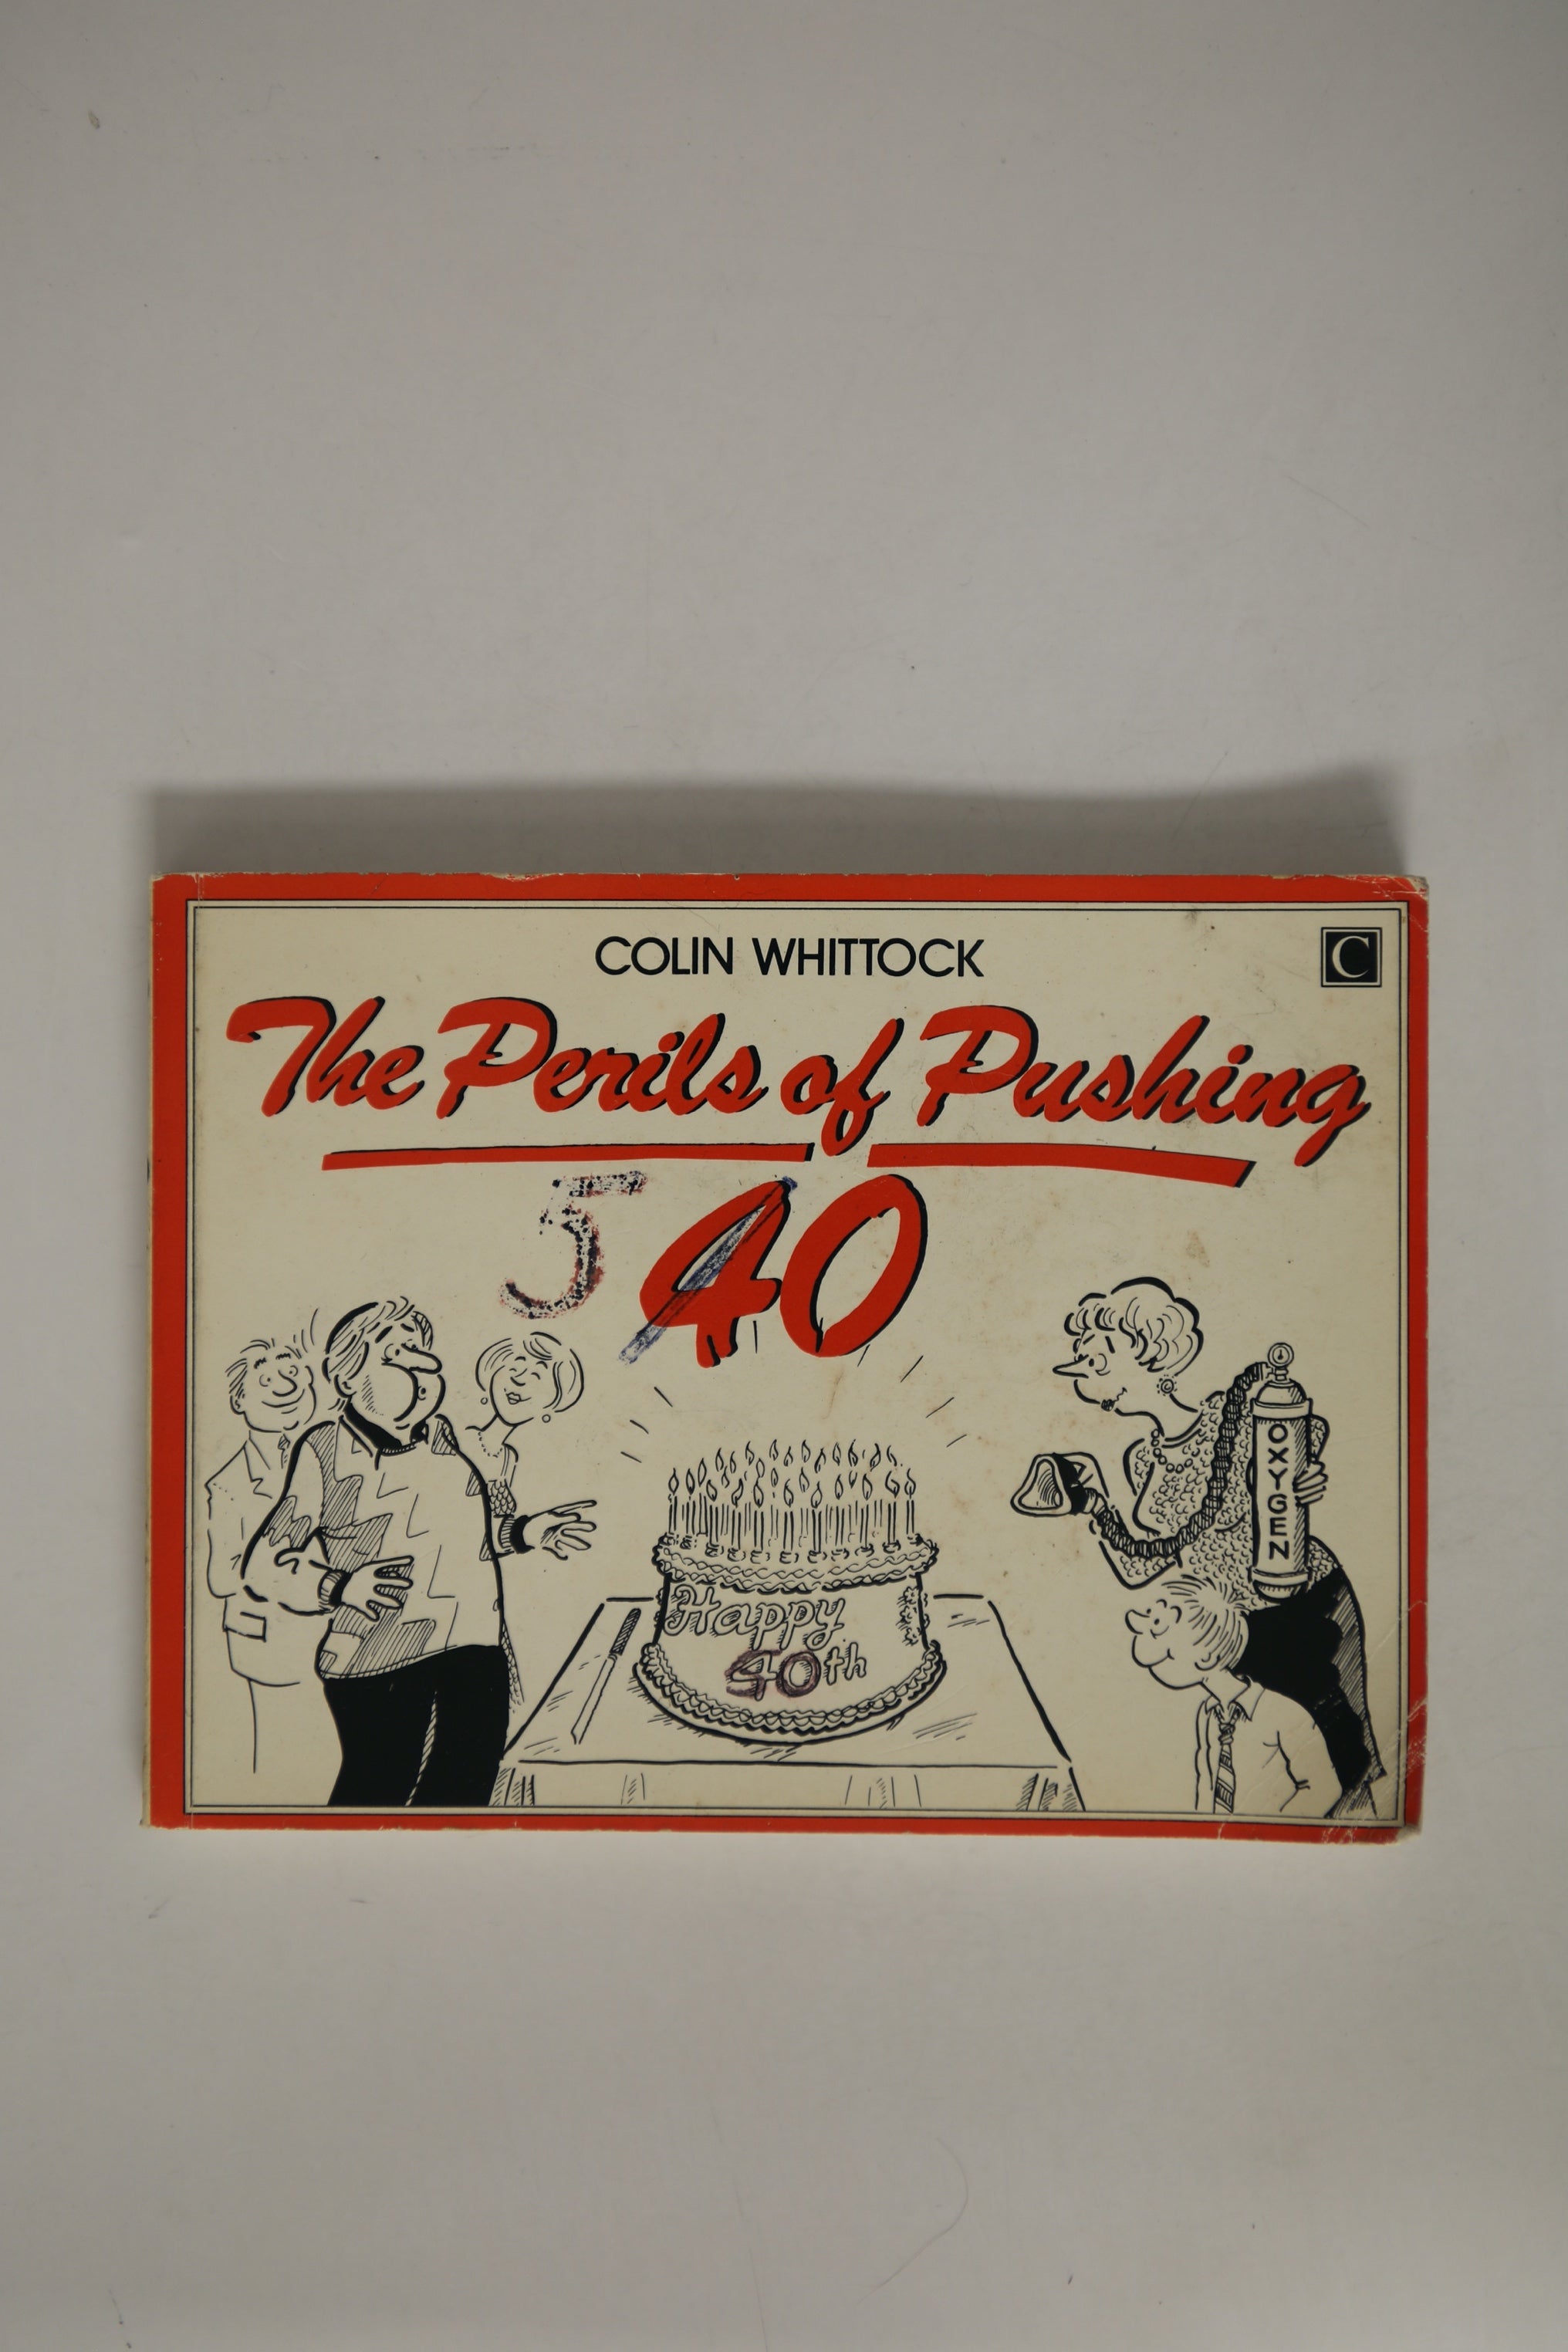 COLIN WHITTOCK
C
The Perils of Pushing
5 40
OXYGEN
Happy
40th